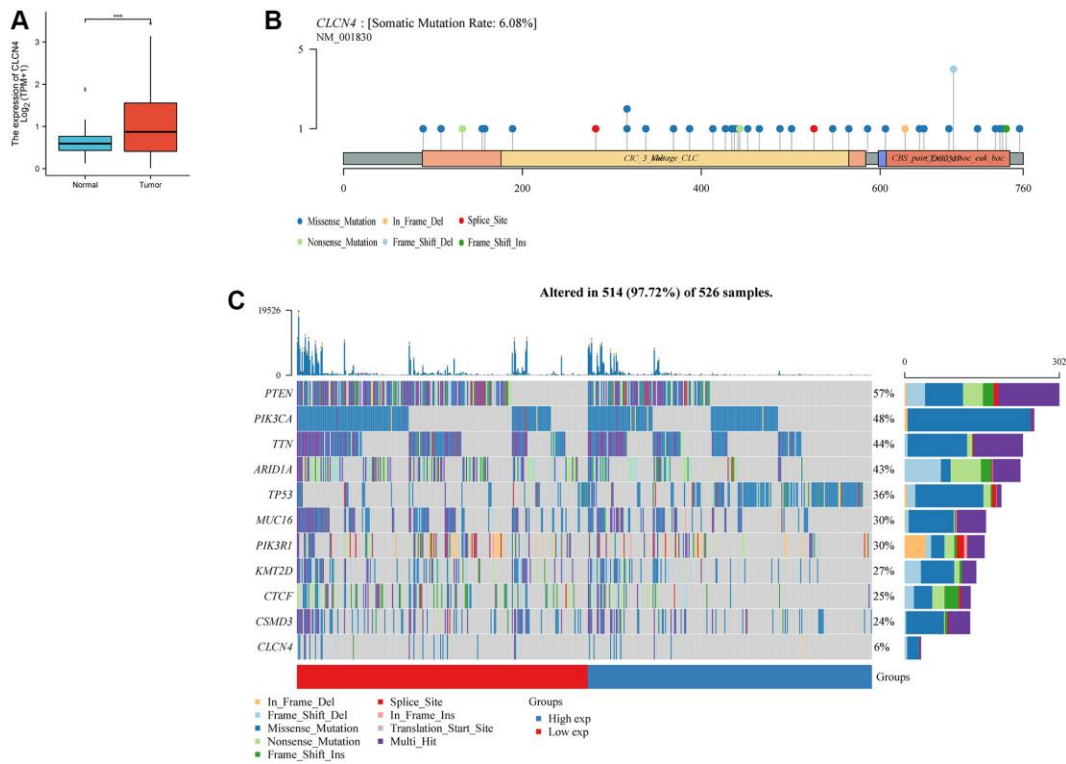 A
***
The expression of CLCN4
Log2 (TPM+1)
3
2
1
0
Normal
Tumor
B
CLCN4 : [Somatic Mutation Rate: 6.08%]
NM_001830
5
1
Voltage_CLC
CBS_pair
euk_bac
0
200
400
600
760
Missense_Mutation
In_Frame_Del
Splice_Site
Nonsense_Mutation
Frame_Shift_Del
Frame_Shift_Ins
C
Altered in 514 (97.72%) of 526 samples.
19526
0
0
302
PTEN
57%
PIK3CA
48%
TTN
44%
ARID1A
43%
TP53
36%
MUC16
30%
PIK3R1
30%
KMT2D
27%
CTCF
25%
CSMD3
24%
CLCN4
6%
Groups
In_Frame_Del
Splice_Site
Groups
Frame_Shift_Del
In_Frame_Ins
High exp
Missense_Mutation
Translation_Start_Site
Low exp
Nonsense_Mutation
Multi_Hit
Frame_Shift_Ins